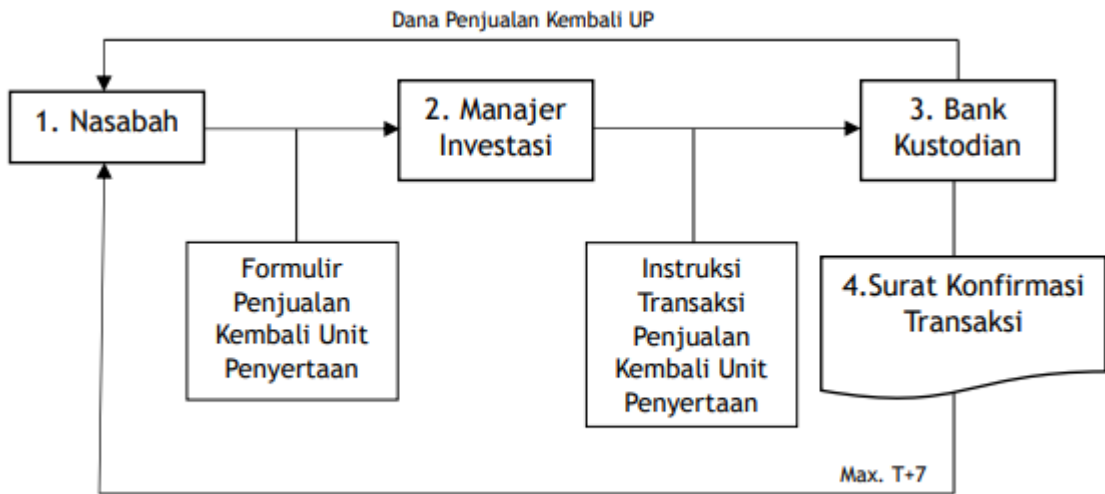 Dana Penjualan Kembali UP
1. Nasabah
2. Manajer
Investasi
3. Bank
Kustodian
Formulir
Penjualan
Kembali Unit
Penyertaan
Instruksi
Transaksi
Penjualan
Kembali Unit
Penyertaan
4.Surat Konfirmasi
Transaksi
Max. T+7